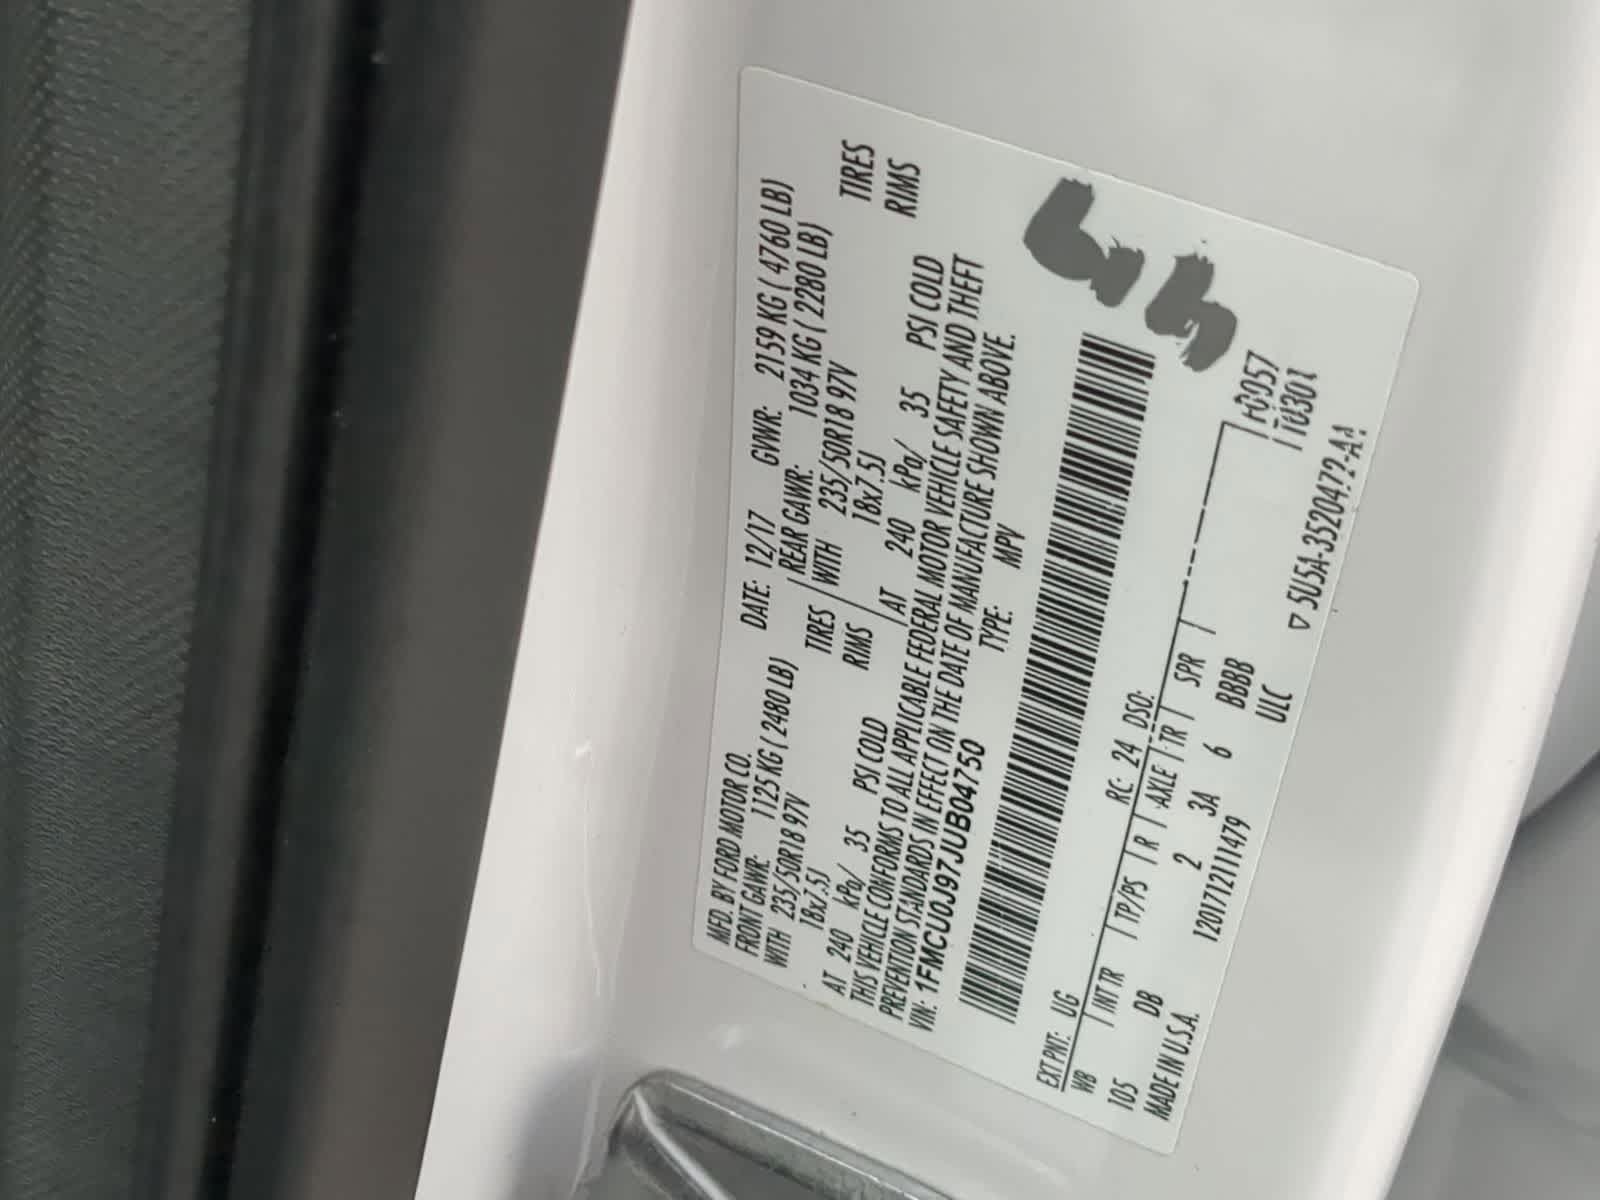 MFD. BY FORD MOTOR CO.
DATE: 12/17 GVWR: 2159 KG ( 4760 LB)
FRONT GAWR: 1125 KG ( 2480 LB) REAR GAWR: 1034 KG ( 2280 LB)
WITH 235/50R18 97V TIRES WITH 235/50R18 97V TIRES
18x7.5J RIMS 18x7.5J RIMS
AT 240 kPa/ 35 PSI COLD AT 240 kPa/ 35 PSI COLD
THIS VEHICLE CONFORMS TO ALL APPLICABLE FEDERAL MOTOR VEHICLE SAFETY AND THEFT
PREVENTION STANDARDS IN EFFECT ON THE DATE OF MANUFACTURE SHOWN ABOVE.
VIN: 1FMCU0J97JUB04750 TYPE: MPV
EXT PNT: UG RC: 24 DSO:
WB INT TR TP/PS R AXLE TR SPR
105 DB 2 3A 6 BBBB
MADE IN U.S.A. 12017121111479 ULC
5U5A-3520472-AA